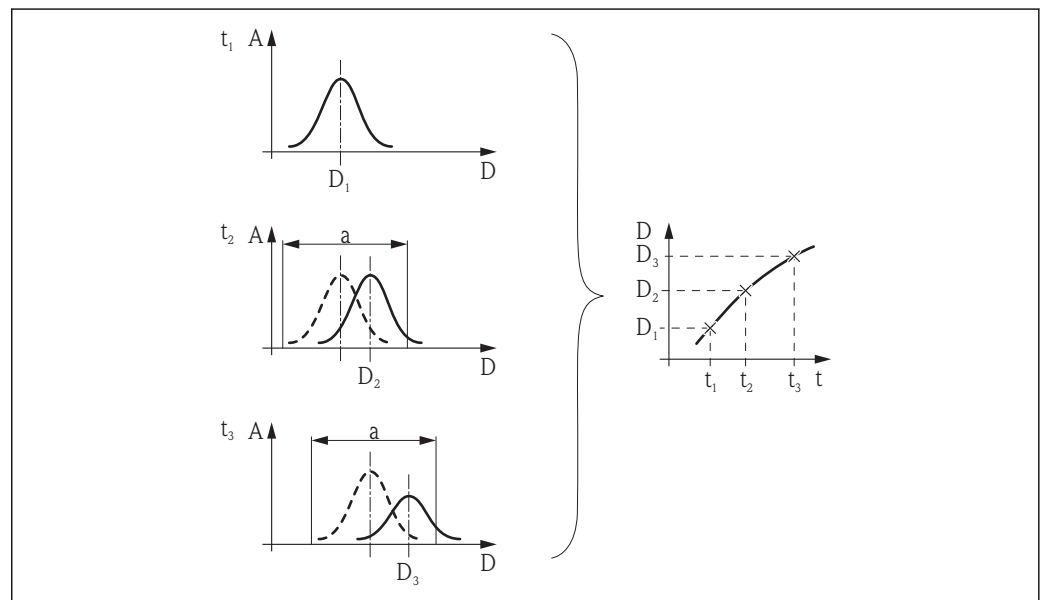 t₁ A
D
D₁
t₂ A
a
D
D₂
t₃ A
a
D
D₃
D
D₃
D₂
D₁
t₁ t₂ t₃ t